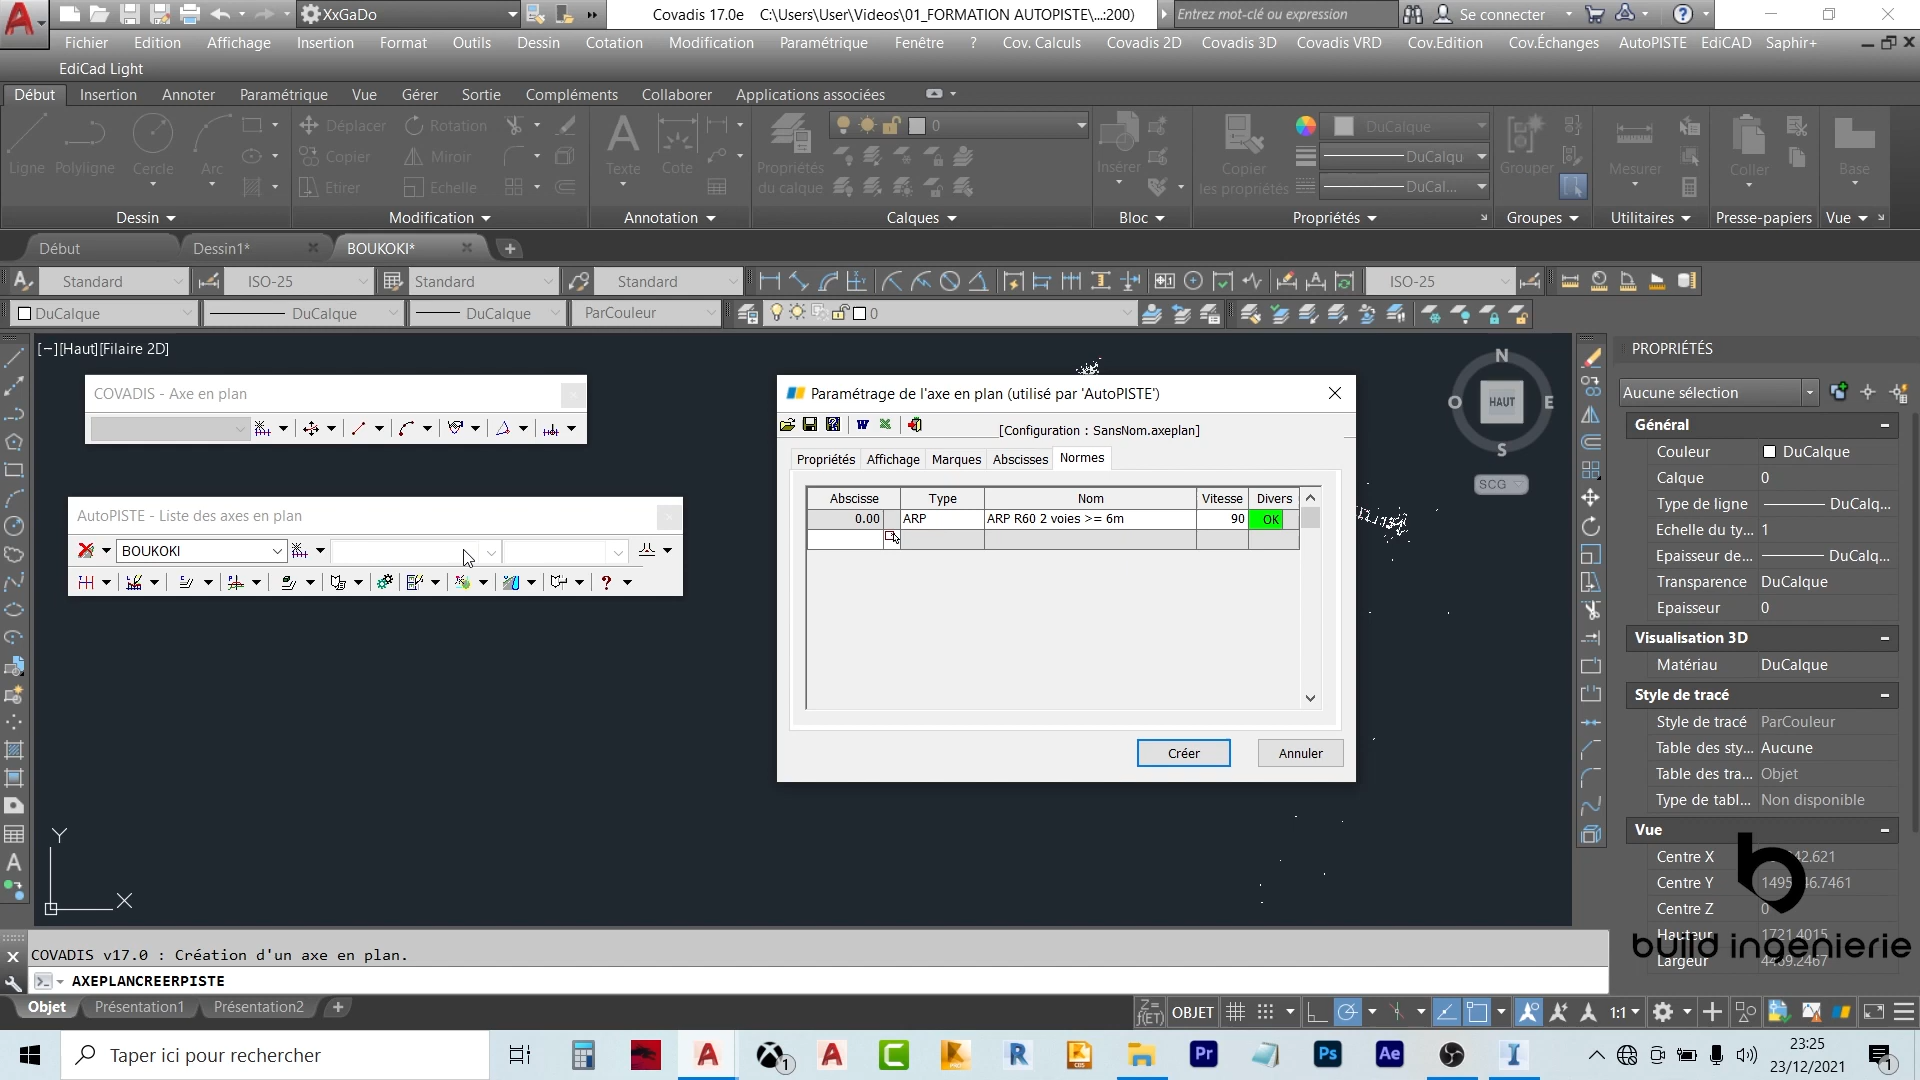 XxGaDo
Covadis 17.0e C:\Users\User\Videos\01_FORMATION AUTOPISTE\...:200)
Entrez mot-clé ou expression
Se connecter
Fichier Edition Affichage Insertion Format Outils Dessin Cotation Modification Paramétrique Fenêtre ? Cov. Calculs Covadis 2D Covadis 3D Covadis VRD Cov.Edition Cov.Échanges AutoPISTE EdiCAD Saphir+
EdiCad Light
Début Insertion Annoter Paramétrique Vue Gérer Sortie Compléments Collaborer Applications associées
Ligne Polyligne Cercle Arc
Déplacer Rotation
Copier Miroir
Etirer Echelle
Texte Cote
Propriétés du calque
0
Insérer
Copier les propriétés
DuCalque
DuCalqu
DuCal...
Grouper Mesurer Coller Base
Dessin Modification Annotation Calques Bloc Propriétés Groupes Utilitaires Presse-papiers Vue
Début Dessin1* BOUKOKI*
Standard ISO-25 Standard Standard ISO-25
DuCalque DuCalque DuCalque ParCouleur 0
[−][Haut][Filaire 2D]
COVADIS - Axe en plan
AutoPISTE - Liste des axes en plan
BOUKOKI
Paramétrage de l'axe en plan (utilisé par 'AutoPISTE')
[Configuration : SansNom.axeplan]
Propriétés Affichage Marques Abscisses Normes
Abscisse Type Nom Vitesse Divers
0.00 ARP ARP R60 2 voies >= 6m 90 OK
Créer Annuler
N
O HAUT E
S
SCG
PROPRIÉTÉS
Aucune sélection
Général
Couleur DuCalque
Calque 0
Type de ligne DuCalq...
Echelle du ty... 1
Epaisseur de... DuCalq...
Transparence DuCalque
Epaisseur 0
Visualisation 3D
Matériau DuCalque
Style de tracé
Style de tracé ParCouleur
Table des sty... Aucune
Table des tra... Objet
Type de tabl... Non disponible
Vue
Centre X 42.621
Centre Y
Centre Z 0
Hauteur 1721.4015
Largeur 4469.2467
build ingenierie
Y
X
COVADIS v17.0 : Création d'un axe en plan.
AXEPLANCREERPISTE
Objet Présentation1 Présentation2
OBJET 1:1
Taper ici pour rechercher
23:25
23/12/2021